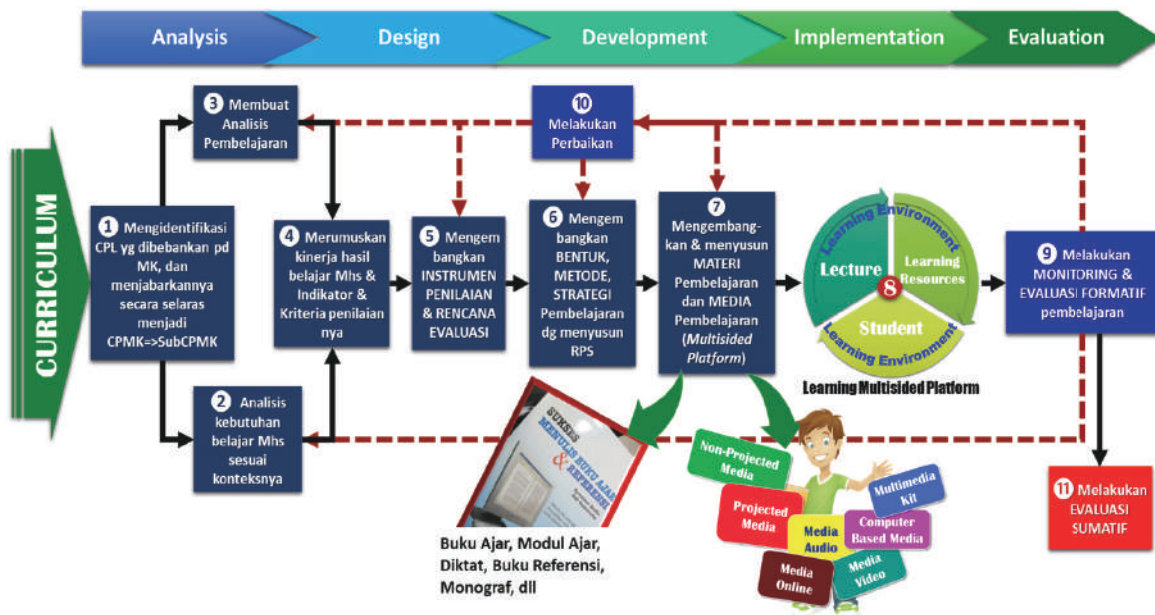 Analysis
Design
Development
Implementation
Evaluation
CURRICULUM
3 Membuat
Analisis
Pembelajaran
10
Melakukan
Perbaikan
1 Mengidentifikasi
CPL yg dibebankan pd
MK, dan
menjabarkannya
secara selaras
menjadi
CPMK=>SubCPMK
4 Merumuskan
kinerja hasil
belajar Mhs &
Indikator &
Kriteria penilaian
nya
5 Mengem
bangkan
INSTRUMEN
PENILAIAN
& RENCANA
EVALUASI
6 Mengem
bangkan
BENTUK,
METODE,
STRATEGI
Pembelajaran
dg menyusun
RPS
7
Mengembang-
kan & menyusun
MATERI
Pembelajaran
dan MEDIA
Pembelajaran
(Multisided
Platform)
Learning Environment
Lecture
Learning
Resources
8
Student
Learning Environment
Learning Multisided Platform
9
Melakukan
MONITORING &
EVALUASI FORMATIF
pembelajaran
2 Analisis
kebutuhan
belajar Mhs
sesuai
konteksnya
SUKSES
MENULIS BUKU AJAR
& REFERENSI
Buku Ajar, Modul Ajar,
Diktat, Buku Referensi,
Monograf, dll
Non-Projected
Media
Projected
Media
Media
Audio
Multimedia
Kit
Computer
Based Media
Media
Online
Media
Video
11 Melakukan
EVALUASI
SUMATIF